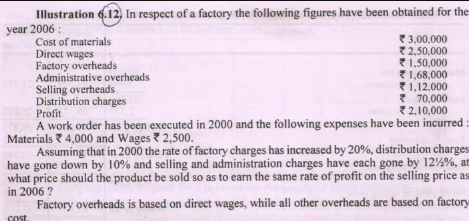 Illustration 6.12. In respect of a factory the following figures have been obtained for the
year 2006 :
Cost of materials ₹ 3,00,000
Direct wages ₹ 2,50,000
Factory overheads ₹ 1,50,000
Administrative overheads ₹ 1,68,000
Selling overheads ₹ 1,12,000
Distribution charges ₹ 70,000
Profit ₹ 2,10,000
A work order has been executed in 2000 and the following expenses have been incurred :
Materials ₹ 4,000 and Wages ₹ 2,500.
Assuming that in 2000 the rate of factory charges has increased by 20%, distribution charges
have gone down by 10% and selling and administration charges have each gone by 12½%, at
what price should the product be sold so as to earn the same rate of profit on the selling price as
in 2006 ?
Factory overheads is based on direct wages, while all other overheads are based on factory
cost.